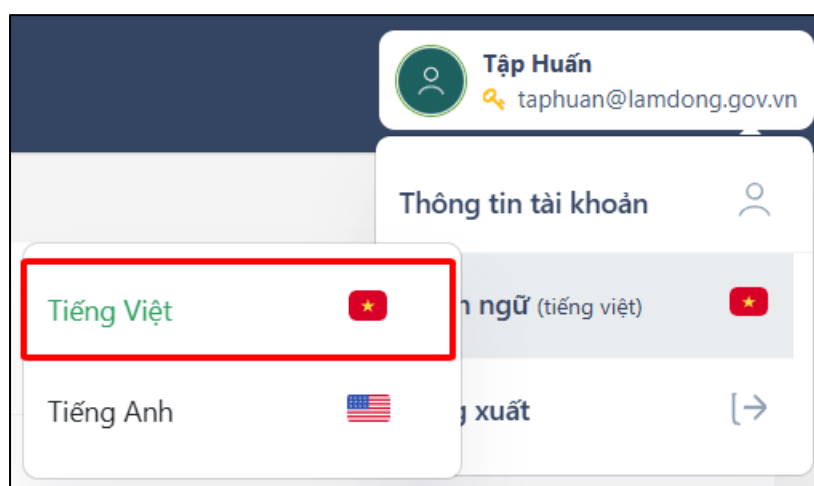 Tập Huấn
taphuan@lamdong.gov.vn
Thông tin tài khoản
Tiếng Việt
ngữ (tiếng việt)
Tiếng Anh
xuất